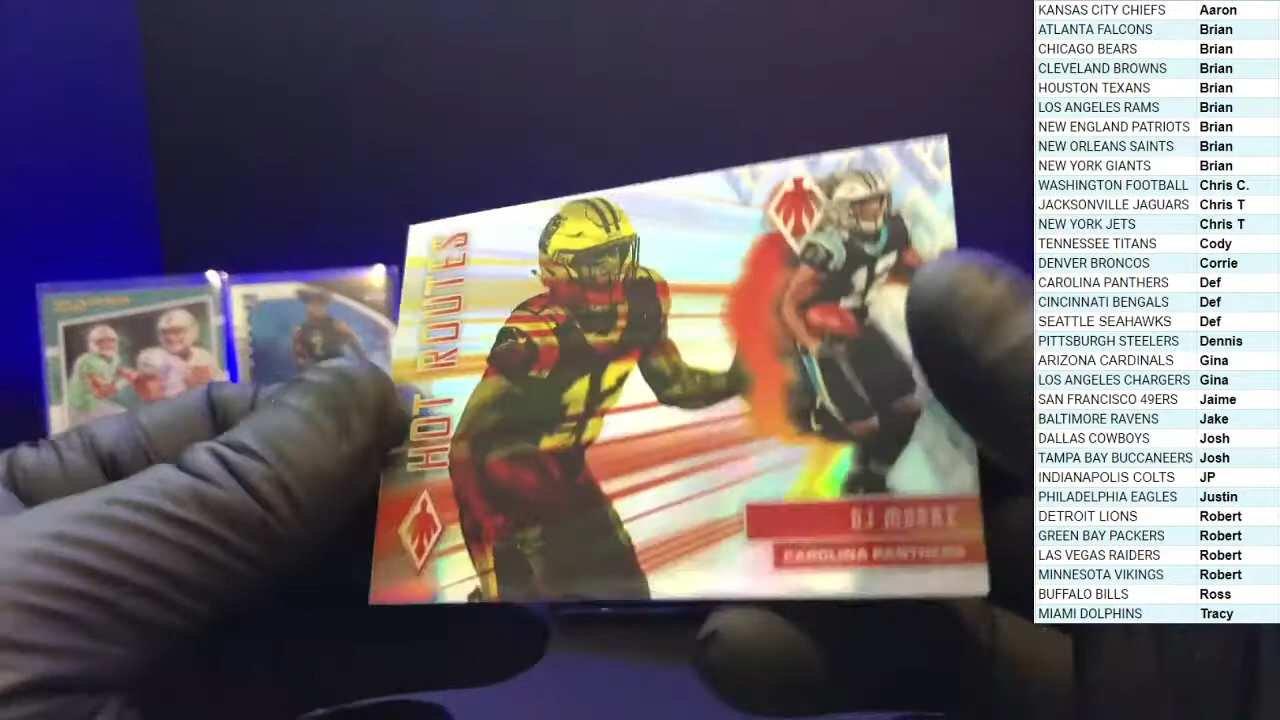 KANSAS CITY CHIEFS Aaron
ATLANTA FALCONS Brian
CHICAGO BEARS Brian
CLEVELAND BROWNS Brian
HOUSTON TEXANS Brian
LOS ANGELES RAMS Brian
NEW ENGLAND PATRIOTS Brian
NEW ORLEANS SAINTS Brian
NEW YORK GIANTS Brian
WASHINGTON FOOTBALL Chris C.
JACKSONVILLE JAGUARS Chris T
NEW YORK JETS Chris T
TENNESSEE TITANS Cody
DENVER BRONCOS Corrie
CAROLINA PANTHERS Def
CINCINNATI BENGALS Def
SEATTLE SEAHAWKS Def
PITTSBURGH STEELERS Dennis
ARIZONA CARDINALS Gina
LOS ANGELES CHARGERS Gina
SAN FRANCISCO 49ERS Jaime
BALTIMORE RAVENS Jake
DALLAS COWBOYS Josh
TAMPA BAY BUCCANEERS Josh
INDIANAPOLIS COLTS JP
PHILADELPHIA EAGLES Justin
DETROIT LIONS Robert
GREEN BAY PACKERS Robert
LAS VEGAS RAIDERS Robert
MINNESOTA VIKINGS Robert
BUFFALO BILLS Ross
MIAMI DOLPHINS Tracy
HOT ROUTES
DJ MOORE
CAROLINA PANTHERS